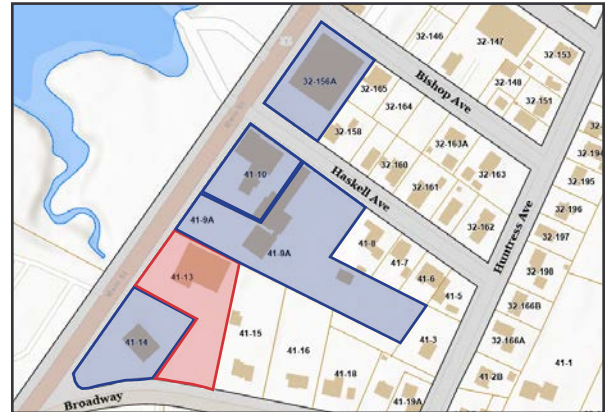 32-146
32-147
32-153
32-156A
Bishop Ave
32-148
32-165
32-151
32-164
32-158
32-163A
32-194
32-160
32-163
41-10
Haskell Ave
32-195
32-161
Huntress Ave
32-196
41-9A
32-162
32-197
41-8
41-9A
41-7
32-198
41-13
41-6
41-5
32-166B
41-15
32-166A
41-14
41-3
41-16
41-1
41-18
41-2B
Broadway
41-19A